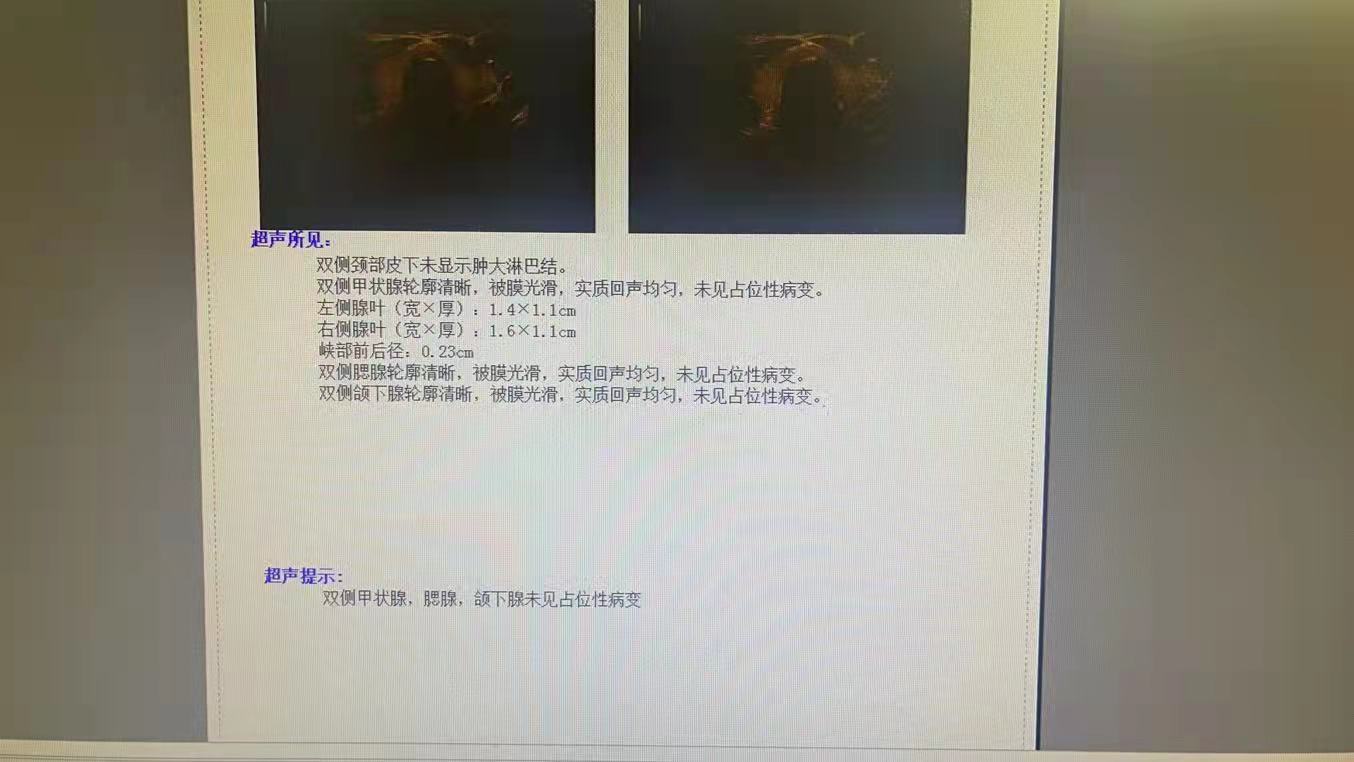 超声所见:
双侧颈部皮下未显示肿大淋巴结。
双侧甲状腺轮廓清晰，被膜光滑，实质回声均匀，未见占位性病变。
左侧腺叶（宽×厚）: 1.4×1.1cm
右侧腺叶（宽×厚）: 1.6×1.1cm
峡部前后径: 0.23cm
双侧腮腺轮廓清晰，被膜光滑，实质回声均匀，未见占位性病变。
双侧颌下腺轮廓清晰，被膜光滑，实质回声均匀，未见占位性病变。
超声提示:
双侧甲状腺，腮腺，颌下腺未见占位性病变